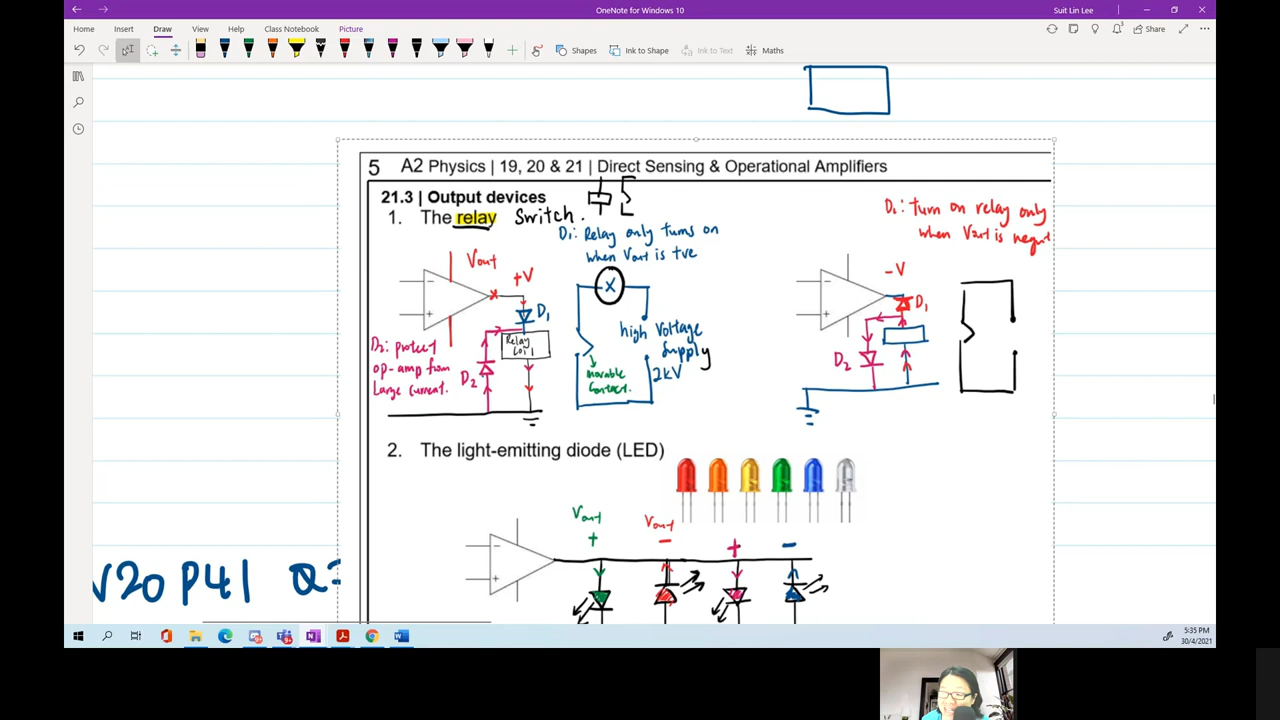 OneNote for Windows 10
Suit Lin Lee
Home Insert Draw View Help Class Notebook Picture
Share
Shapes Ink to Shape Ink to Text Maths
5 A2 Physics | 19, 20 & 21 | Direct Sensing & Operational Amplifiers
21.3 | Output devices
1. The relay Switch.
D1: Relay only turns on
when Vout is +ve
D1: turn on relay only
when Vout is negat
Vout
+V
D1
Relay
Coil
D2: protect
op-amp from
Large current.
D2
X
high Voltage
Supply
2kV
Movable
Contact.
-V
D1
D2
2. The light-emitting diode (LED)
Vout
+
Vout
-
+
-
V20 P41 Q=
5:35 PM
30/4/2021